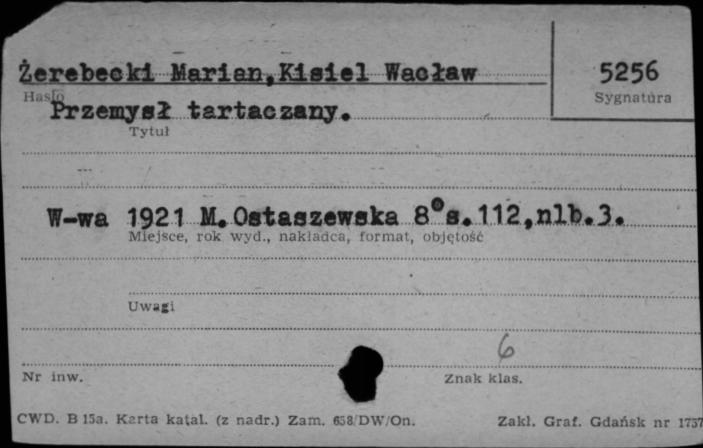 Żerebecki Marian,Kisiel Wacław
5256
Hasło
Sygnatura
Przemysł tartaczany.
Tytuł
W-wa 1921 M.Ostaszewska 8°s.112,nlb.3.
Miejsce, rok wyd., nakładca, format, objętość
Uwagi
6
Nr inw.
Znak klas.
CWD. B 15a. Karta katal. (z nadr.) Zam. 658/DW/On.
Zakł. Graf. Gdańsk nr 1757